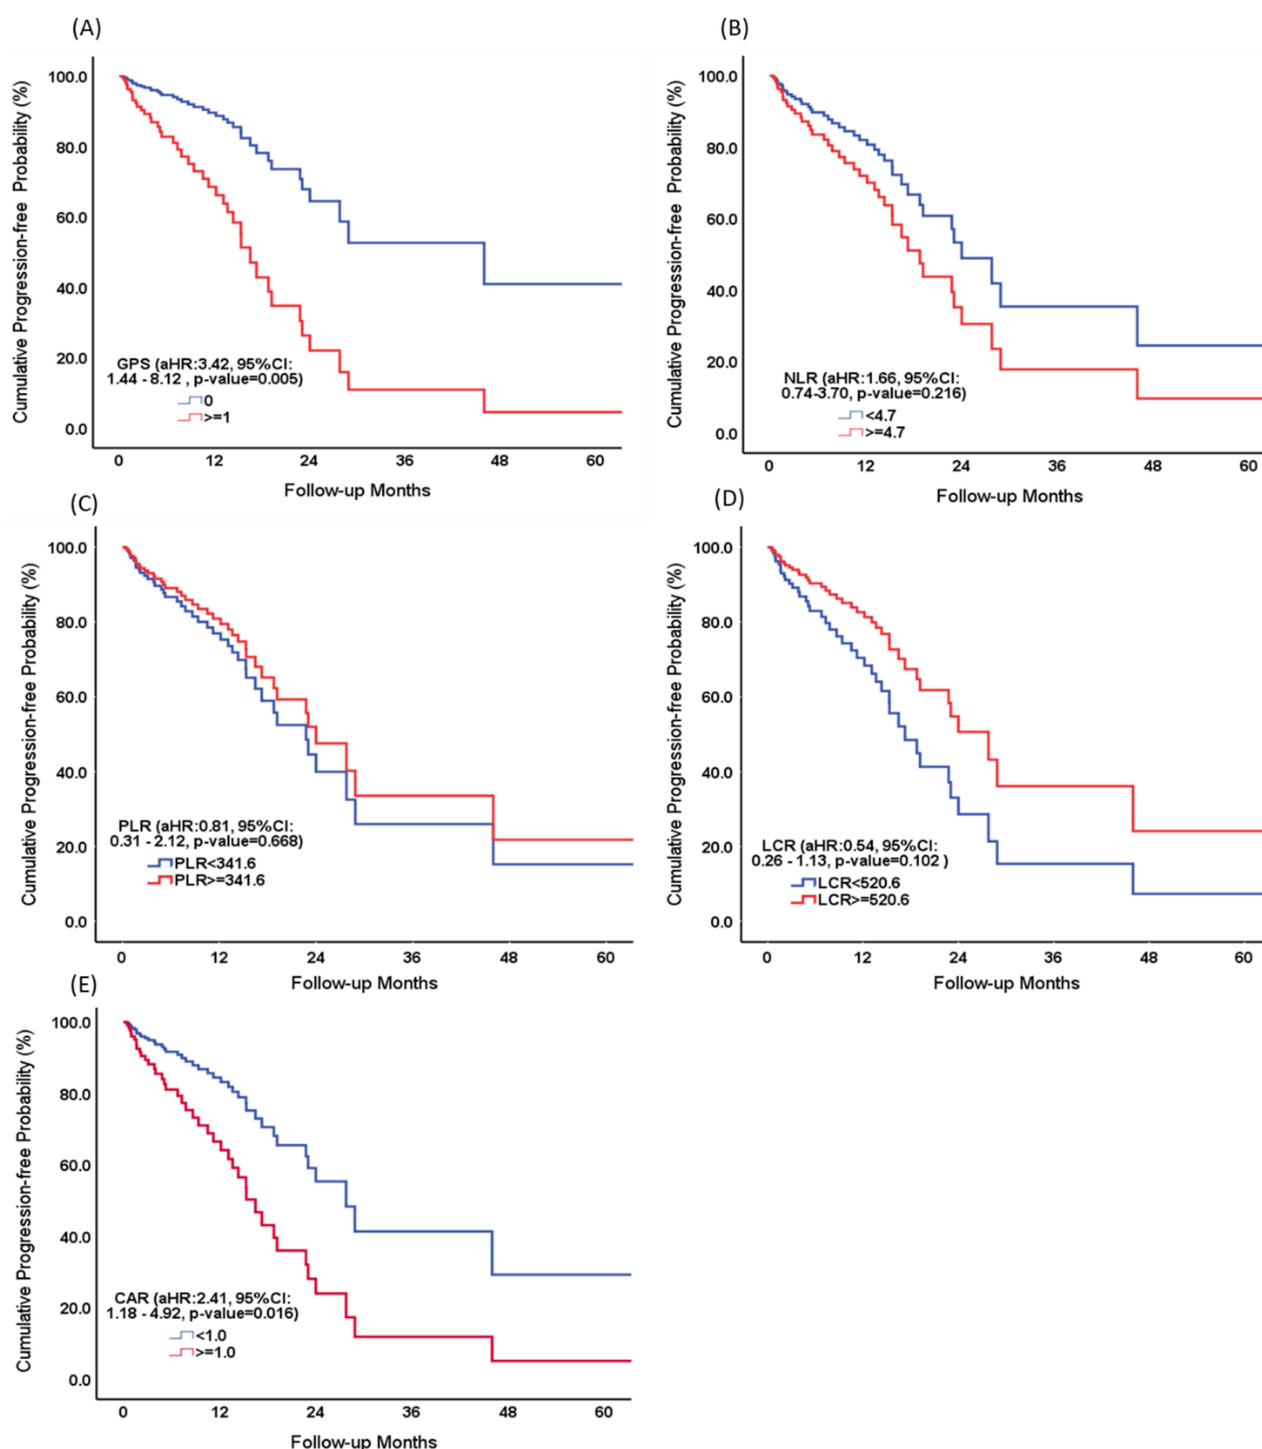 (A)
Cumulative Progression-free Probability (%)
100.0
80.0
60.0
40.0
20.0
0.0
GPS (aHR:3.42, 95%CI:
1.44 - 8.12 , p-value=0.005)
0
>=1
0 12 24 36 48 60
Follow-up Months
(B)
Cumulative Progression-free Probability (%)
100.0
80.0
60.0
40.0
20.0
0.0
NLR (aHR:1.66, 95%CI:
0.74-3.70, p-value=0.216)
<4.7
>=4.7
0 12 24 36 48 60
Follow-up Months
(C)
Cumulative Progression-free Probability (%)
100.0
80.0
60.0
40.0
20.0
0.0
PLR (aHR:0.81, 95%CI:
0.31 - 2.12, p-value=0.668)
PLR<341.6
PLR>=341.6
0 12 24 36 48 60
Follow-up Months
(D)
Cumulative Progression-free Probability (%)
100.0
80.0
60.0
40.0
20.0
0.0
LCR (aHR:0.54, 95%CI:
0.26 - 1.13, p-value=0.102 )
LCR<520.6
LCR>=520.6
0 12 24 36 48 60
Follow-up Months
(E)
Cumulative Progression-free Probability (%)
100.0
80.0
60.0
40.0
20.0
0.0
CAR (aHR:2.41, 95%CI:
1.18 - 4.92, p-value=0.016)
<1.0
>=1.0
0 12 24 36 48 60
Follow-up Months